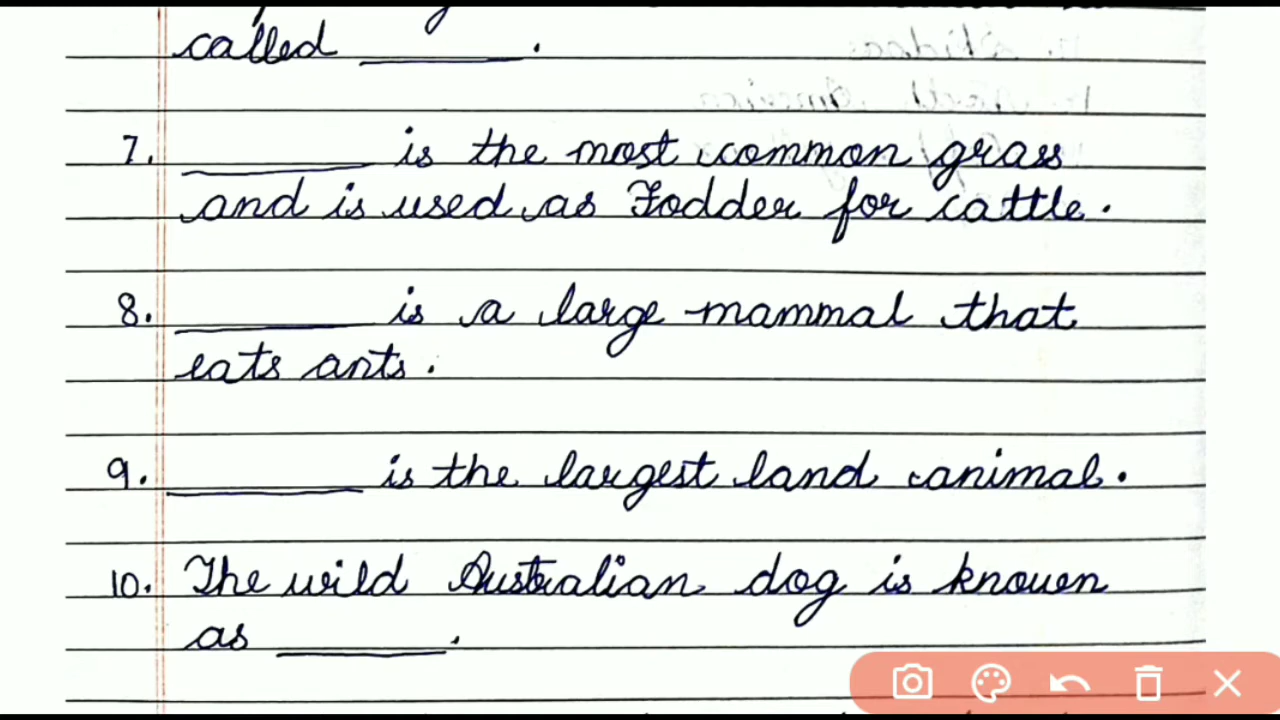 called ______.
7. ______ is the most common grass
and is used as Fodder for cattle.
8. ______ is a large mammal that
eats ants.
9. ______ is the largest land animal.
10. The wild Australian dog is known
as ______.